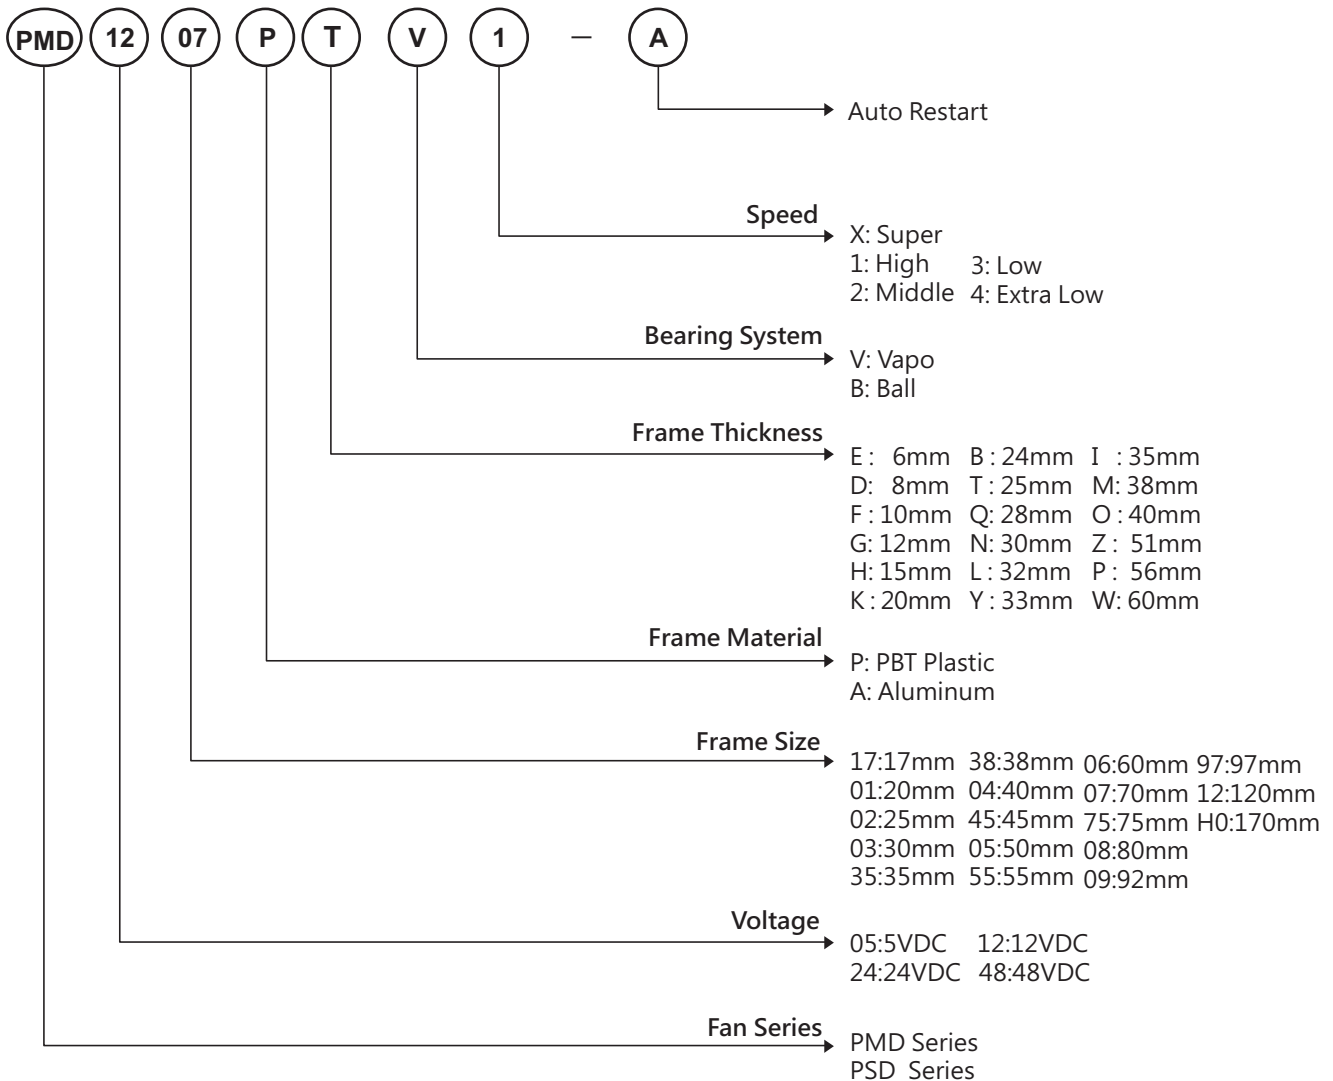 PMD 12 07 P T V 1 – A
Auto Restart
Speed
X: Super
1: High 3: Low
2: Middle 4: Extra Low
Bearing System
V: Vapo
B: Ball
Frame Thickness
E : 6mm B : 24mm I : 35mm
D: 8mm T : 25mm M: 38mm
F : 10mm Q: 28mm O : 40mm
G: 12mm N: 30mm Z : 51mm
H: 15mm L : 32mm P : 56mm
K : 20mm Y : 33mm W: 60mm
Frame Material
P: PBT Plastic
A: Aluminum
Frame Size
17:17mm 38:38mm 06:60mm 97:97mm
01:20mm 04:40mm 07:70mm 12:120mm
02:25mm 45:45mm 75:75mm H0:170mm
03:30mm 05:50mm 08:80mm
35:35mm 55:55mm 09:92mm
Voltage
05:5VDC 12:12VDC
24:24VDC 48:48VDC
Fan Series
PMD Series
PSD Series